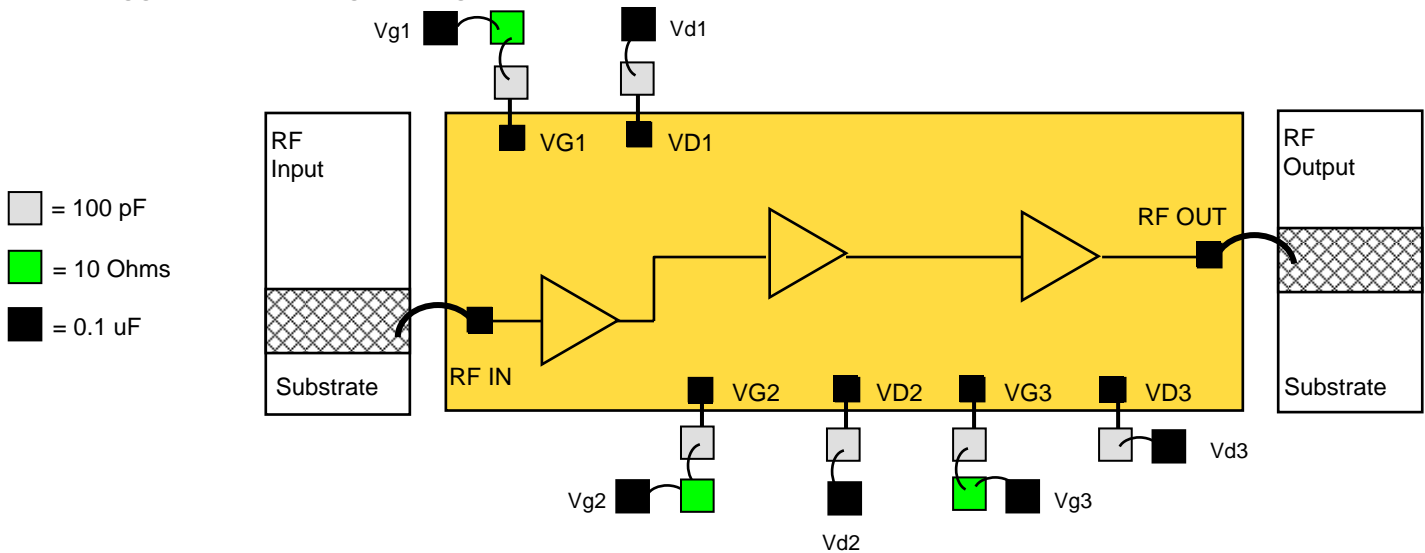 Vg1
Vd1
VG1
VD1
RF
Input
RF
Output
= 100 pF
RF OUT
= 10 Ohms
= 0.1 uF
RF IN
Substrate
Substrate
VG2
VD2
VG3
VD3
Vd3
Vg2
Vg3
Vd2